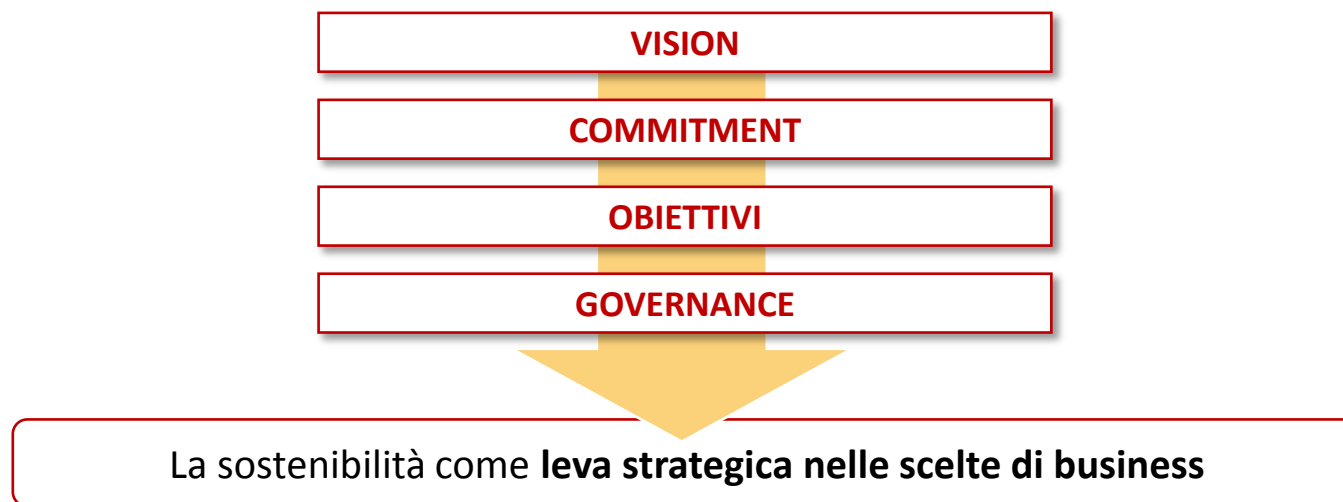 VISION
COMMITMENT
OBIETTIVI
GOVERNANCE
La sostenibilità come leva strategica nelle scelte di business